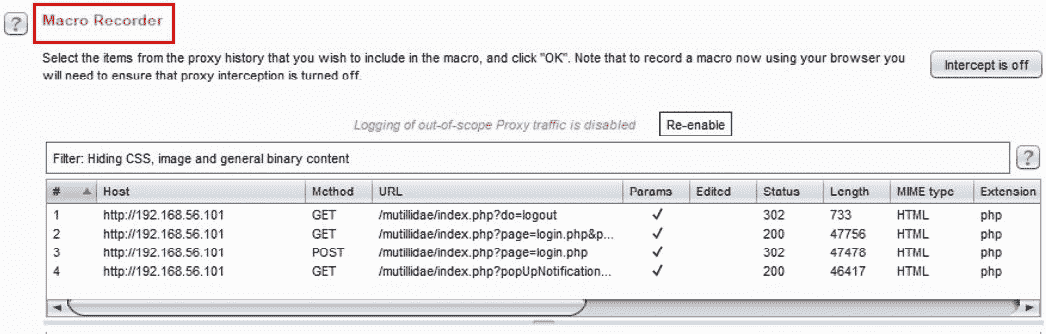 ? Macro Recorder
Select the items from the proxy history that you wish to include in the macro, and click "OK". Note that to record a macro now using your browser you
will need to ensure that proxy interception is turned off.
Intercept is off
Logging of out-of-scope Proxy traffic is disabled Re-enable
Filter: Hiding CSS, image and general binary content ?
# Host Method URL Params Edited Status Length MIME type Extension
1 http://192.168.56.101 GET /mutillidae/index.php?do=logout ✓ 302 733 HTML php
2 http://192.168.56.101 GET /mutillidae/index.php?page=login.php&p... ✓ 200 47756 HTML php
3 http://192.168.56.101 POST /mutillidae/index.php?page=login.php ✓ 302 47478 HTML php
4 http://192.168.56.101 GET /mutillidae/index.php?popUpNotification... ✓ 200 46417 HTML php